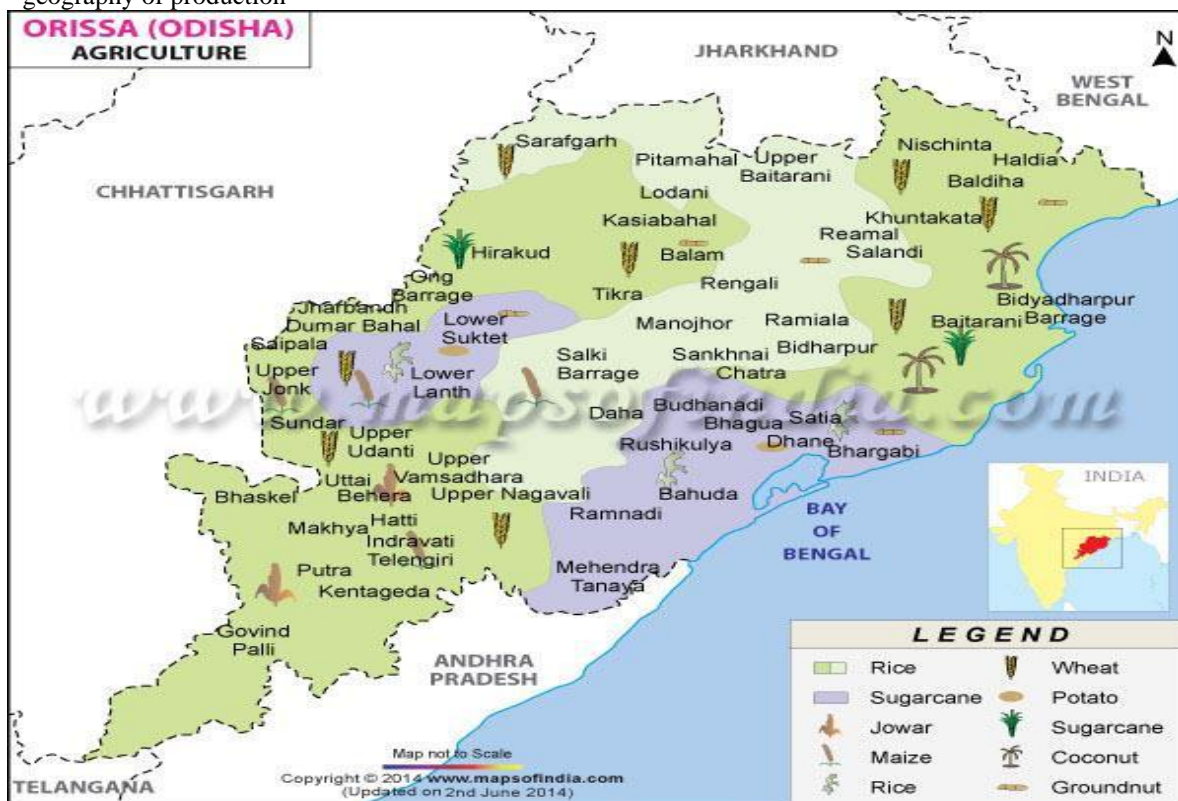 geography of production
ORISSA (ODISHA)
AGRICULTURE
JHARKHAND
N
WEST
BENGAL
CHHATTISGARH
Sarafgarh
Pitamahal
Upper
Baitarani
Nischinta
Haldia
Baldiha
Lodani
Kasiabahal
Khuntakata
Reamal
Salandi
Hirakud
Balam
Rengali
Ong
Barrage
Tikra
Bidyadharpur
Barrage
Jharbandh
Dumar Bahal
Lower
Suktet
Manojhor
Ramiala
Baitarani
Saipala
Bidharpur
Upper
Jonk
Lower
Lanth
Salki
Barrage
Sankhnai
Chatra
www.mapsofindia.com
Sundar
Daha
Budhanadi
Bhagua
Satia
Upper
Udanti
Rushikulya
Dhane
Bhargabi
Uttai
Behera
Upper
Vamsadhara
Bhaskel
Upper Nagavali
Bahuda
Ramnadi
Makhya
Hatti
Indravati
Telengiri
BAY
OF
BENGAL
INDIA
Putra
Kentageda
Mehendra
Tanaya
Govind
Palli
ANDHRA
PRADESH
LEGEND
Rice
Wheat
Sugarcane
Potato
Jowar
Sugarcane
Maize
Coconut
Rice
Groundnut
Map not to Scale
Copyright © 2014 www.mapsofindia.com
(Updated on 2nd June 2014)
TELANGANA